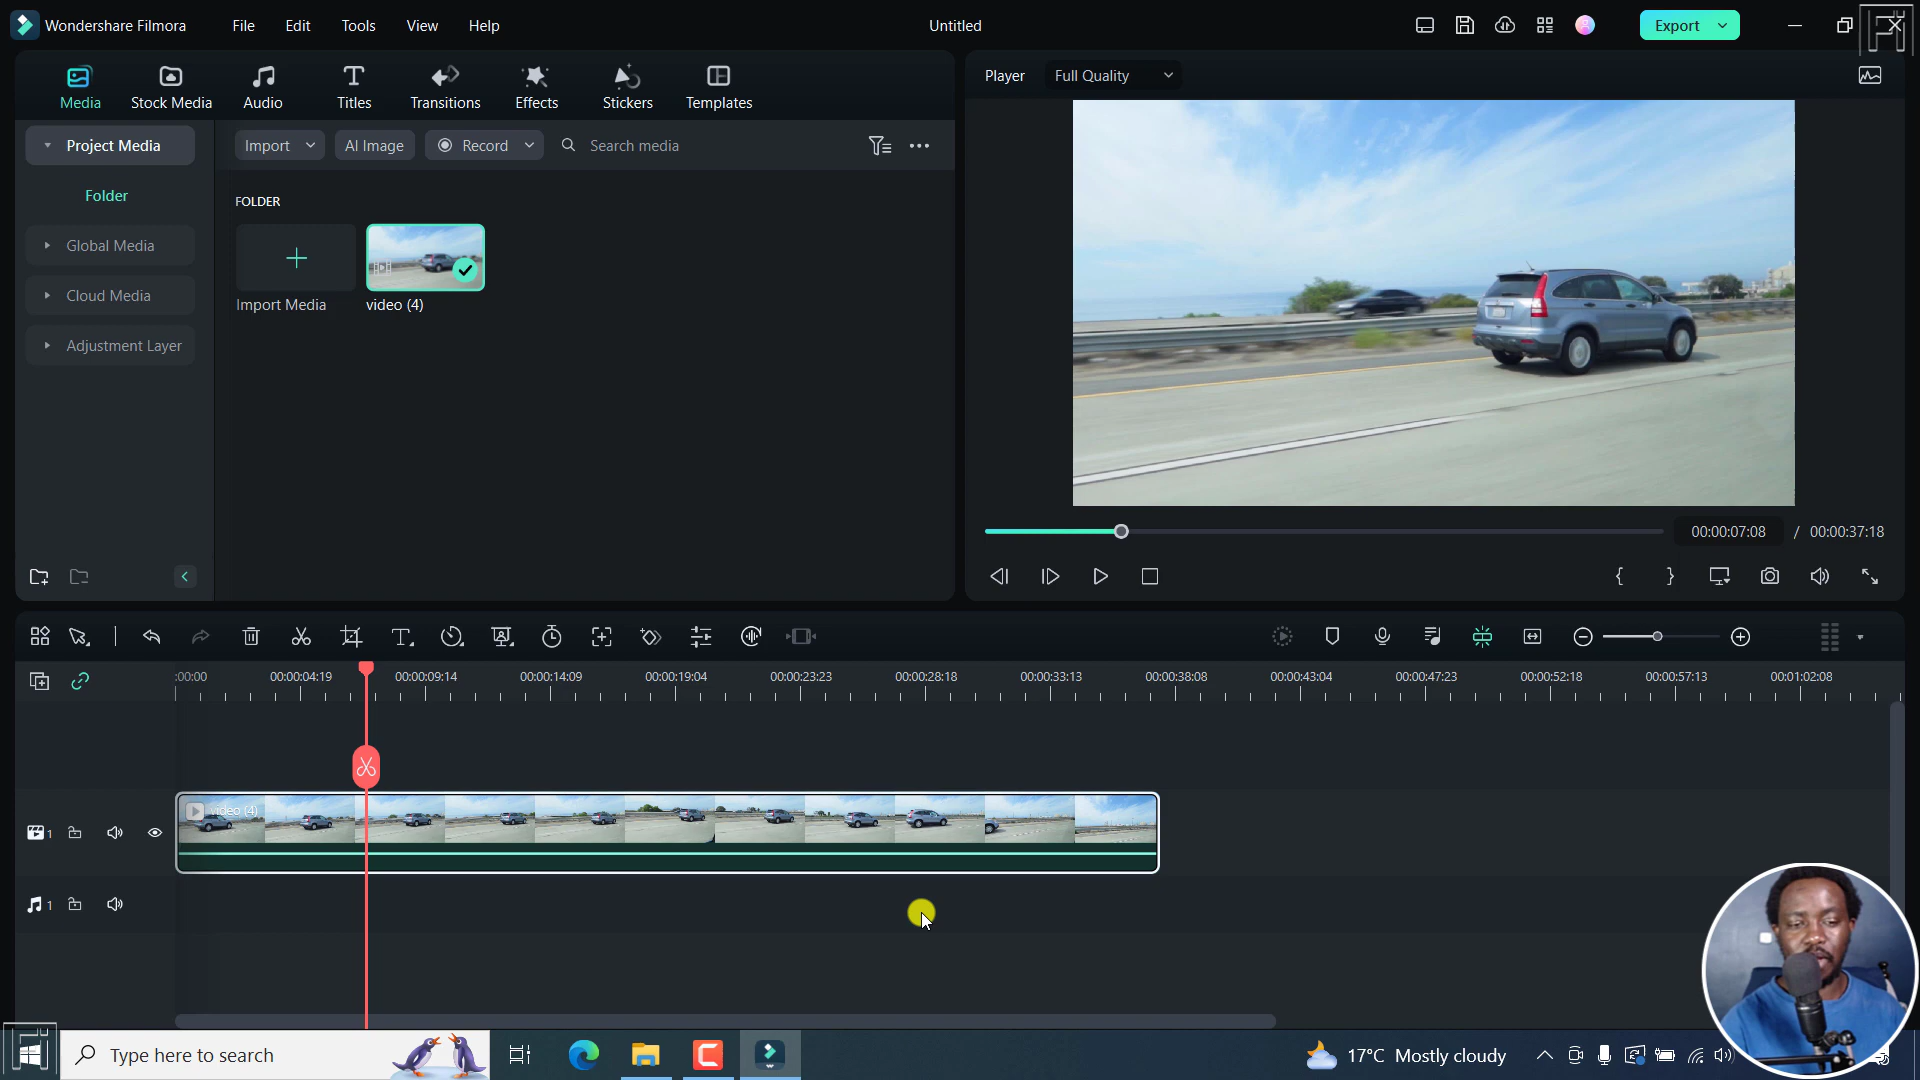 Wondershare Filmora File Edit Tools View Help Untitled Export
Media Stock Media Audio Titles Transitions Effects Stickers Templates
Player Full Quality
Project Media Import AI Image Record Search media
Folder
FOLDER
Global Media
Cloud Media
Import Media video (4)
Adjustment Layer
00:00:07:08 / 00:00:37:18
:00:00 00:00:04:19 00:00:09:14 00:00:14:09 00:00:19:04 00:00:23:23 00:00:28:18 00:00:33:13 00:00:38:08 00:00:43:04 00:00:47:23 00:00:52:18 00:00:57:13 00:01:02:08
video (4)
1
1
Type here to search 17°C Mostly cloudy